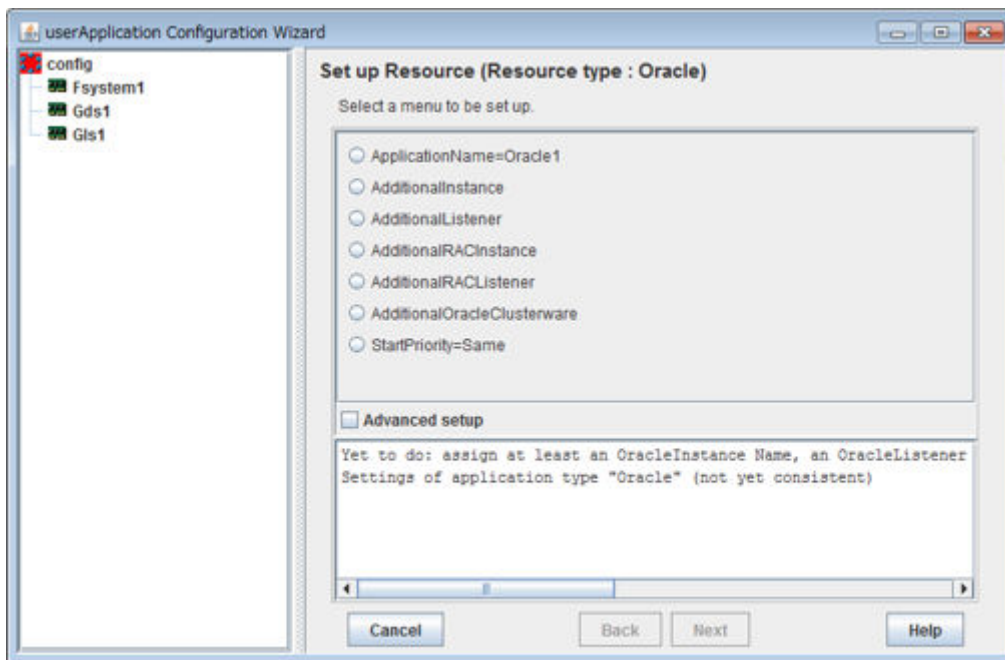 userApplication Configuration Wizard
config
Fsystem1
Gds1
Gls1
Set up Resource (Resource type : Oracle)
Select a menu to be set up.
ApplicationName=Oracle1
AdditionalInstance
AdditionalListener
AdditionalRACInstance
AdditionalRACListener
AdditionalOracleClusterware
StartPriority=Same
Advanced setup
Yet to do: assign at least an OracleInstance Name, an OracleListener
Settings of application type "Oracle" (not yet consistent)
Cancel
Back
Next
Help